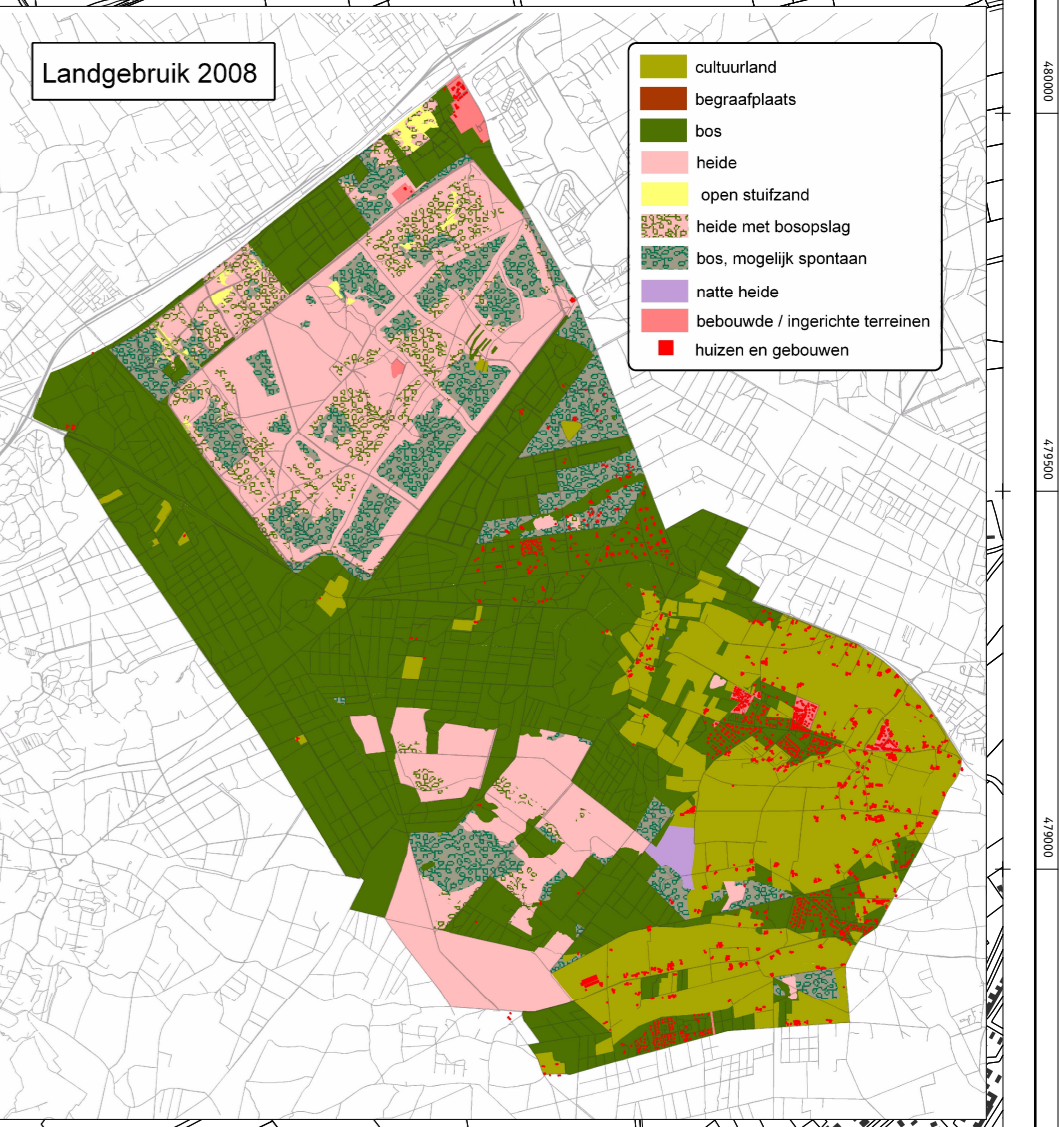 Landgebruik 2008
cultuurland
begraafplaats
bos
heide
open stuifzand
heide met bosopslag
bos, mogelijk spontaan
natte heide
bebouwde / ingerichte terreinen
huizen en gebouwen
480000
4795000
479000